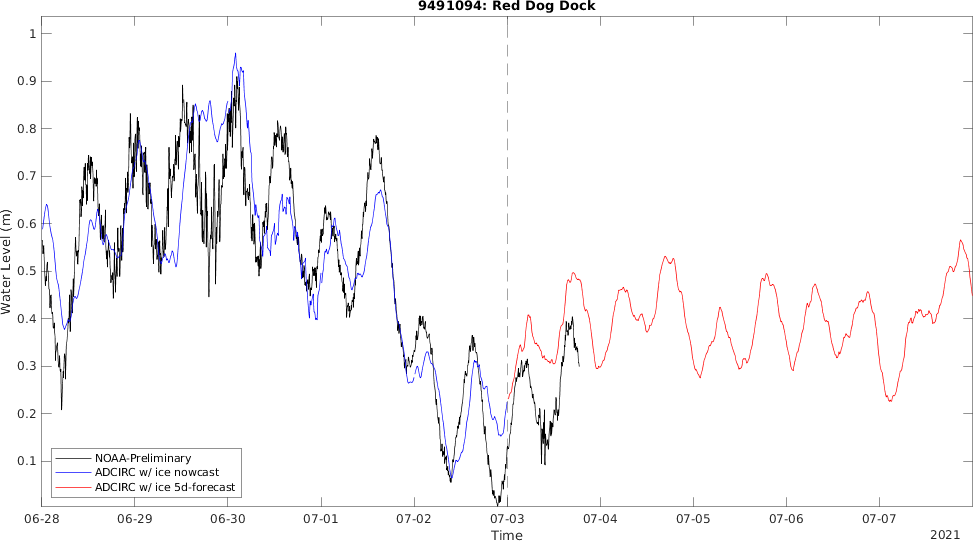 9491094: Red Dog Dock
1
0.9
0.8
0.7
0.6
0.5
0.4
0.3
0.2
0.1
Water Level (m)
NOAA-Preliminary
ADCIRC w/ ice nowcast
ADCIRC w/ ice 5d-forecast
06-28 06-29 06-30 07-01 07-02 07-03 07-04 07-05 07-06 07-07
Time
2021